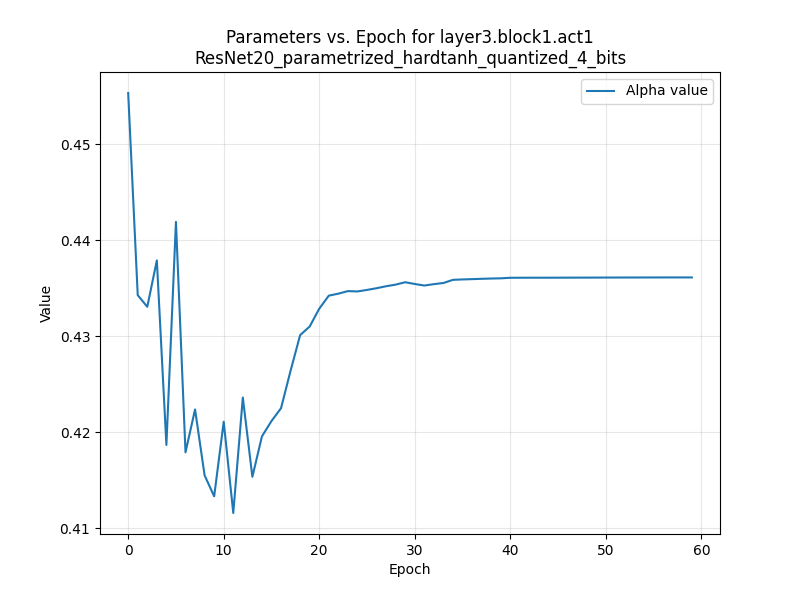 Parameters vs. Epoch for layer3.block1.act1
ResNet20_parametrized_hardtanh_quantized_4_bits
Alpha value
0.45
0.44
0.43
0.42
0.41
Value
0 10 20 30 40 50 60
Epoch